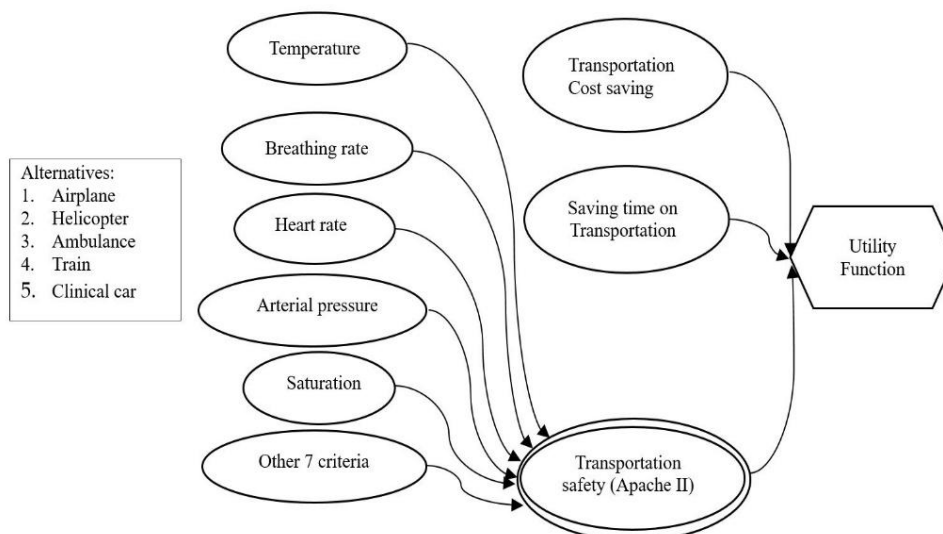 Alternatives:
1. Airplane
2. Helicopter
3. Ambulance
4. Train
5. Clinical car
Temperature
Breathing rate
Heart rate
Arterial pressure
Saturation
Other 7 criteria
Transportation
Cost saving
Saving time on
Transportation
Transportation
safety (Apache II)
Utility
Function